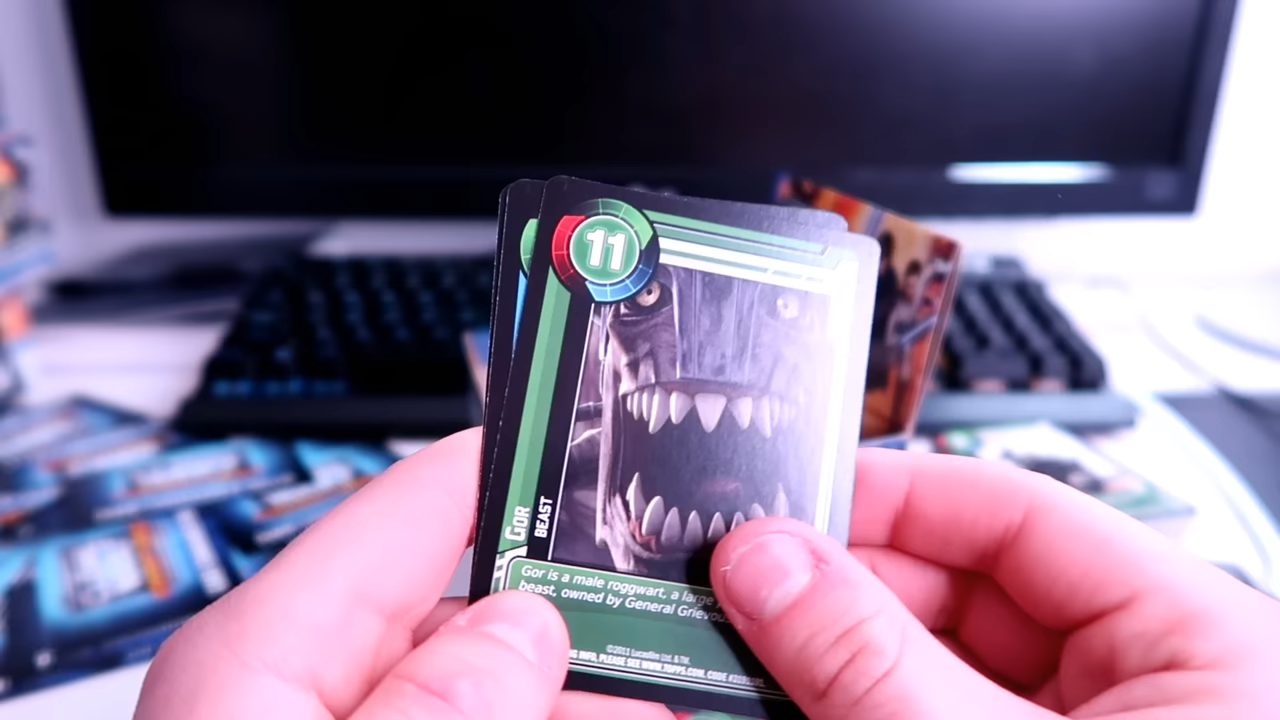 11
GOR
BEAST
Gor is a male roggwart, a large
beast, owned by General Grievous
©2011 Lucasfilm Ltd. & TM.
INFO, PLEASE SEE WWW.TOPPS.COM. CODE